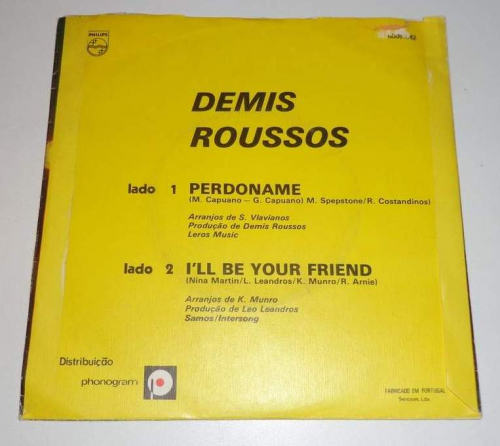 PHILIPS
DEMIS
ROUSSOS
lado 1 PERDONAME
(M. Capuano - G. Capuano) M. Spepstone/R. Costandinos)
Arranjos de S. Vlavianos
Produção de Demis Roussos
Leros Music
lado 2 I'LL BE YOUR FRIEND
(Nina Martin/L. Leandros/K. Munro/R. Arnie)
Arranjos de K. Munro
Produção de Leo Leandros
Samos/Intersong
Distribuição
phonogram
FABRICADO EM PORTUGAL